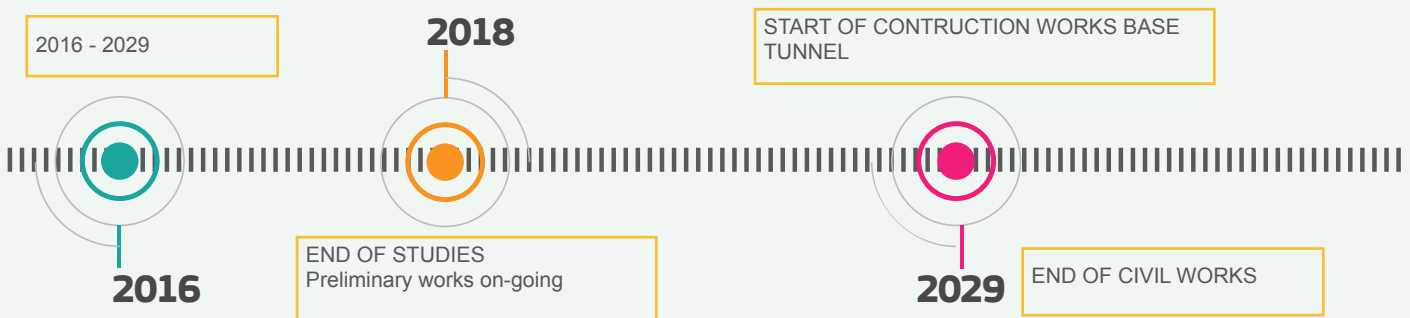 2016 - 2029
2018
START OF CONTRUCTION WORKS BASE
TUNNEL
2016
END OF STUDIES
Preliminary works on-going
2029
END OF CIVIL WORKS